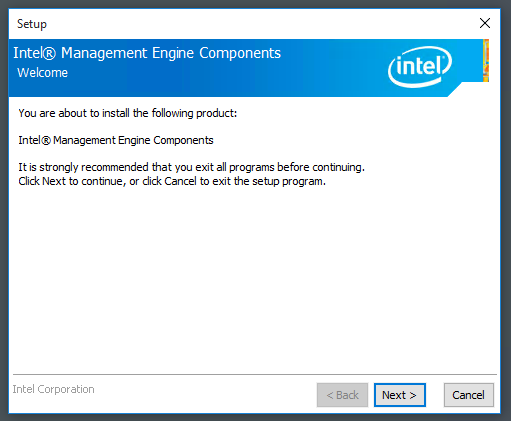 Setup
Intel® Management Engine Components
Welcome
intel
You are about to install the following product:
Intel® Management Engine Components
It is strongly recommended that you exit all programs before continuing.
Click Next to continue, or click Cancel to exit the setup program.
Intel Corporation
< Back
Next >
Cancel